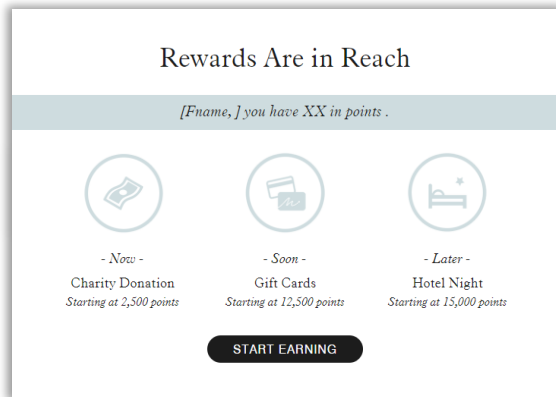 Rewards Are in Reach
[Fname, ] you have XX in points .
- Now -
Charity Donation
Starting at 2,500 points
- Soon -
Gift Cards
Starting at 12,500 points
- Later -
Hotel Night
Starting at 15,000 points
START EARNING